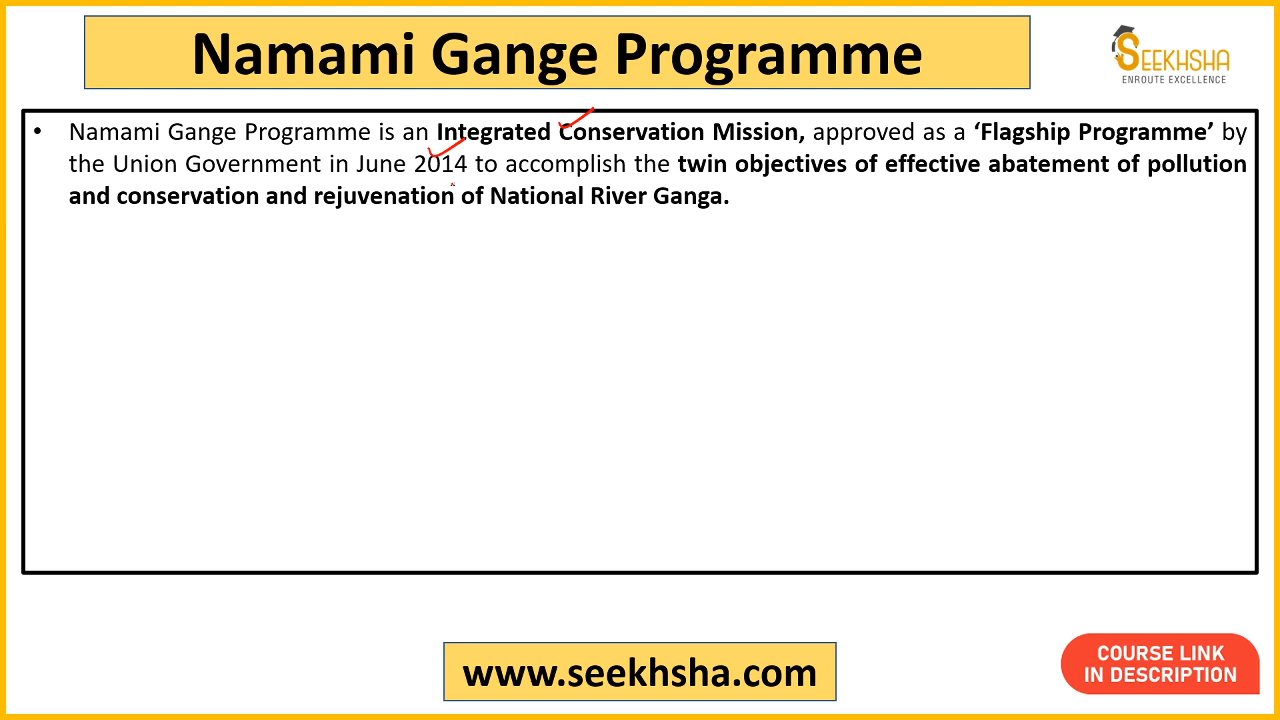 Namami Gange Programme
SEEKHSHA
ENROUTE EXCELLENCE
• Namami Gange Programme is an Integrated Conservation Mission, approved as a ‘Flagship Programme’ by
the Union Government in June 2014 to accomplish the twin objectives of effective abatement of pollution
and conservation and rejuvenation of National River Ganga.
www.seekhsha.com
COURSE LINK
IN DESCRIPTION